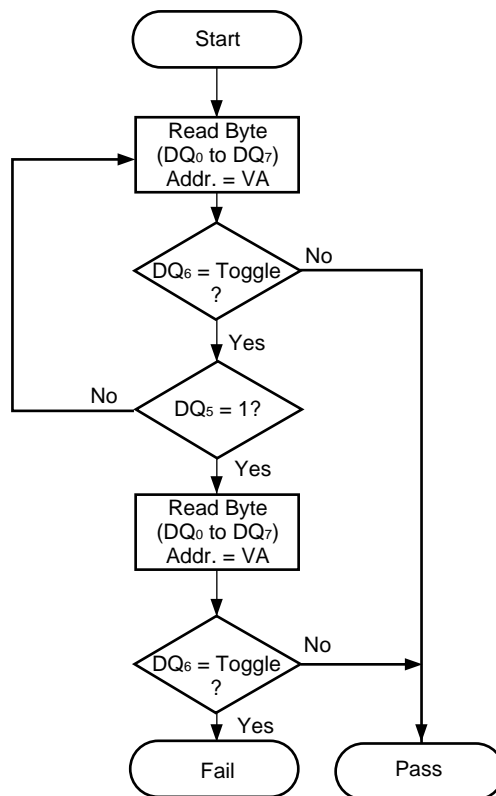 Start
Read Byte
(DQ0 to DQ7)
Addr. = VA
No
DQ6 = Toggle
?
Yes
No
DQ5 = 1?
Yes
Read Byte
(DQ0 to DQ7)
Addr. = VA
No
DQ6 = Toggle
?
Yes
Fail
Pass